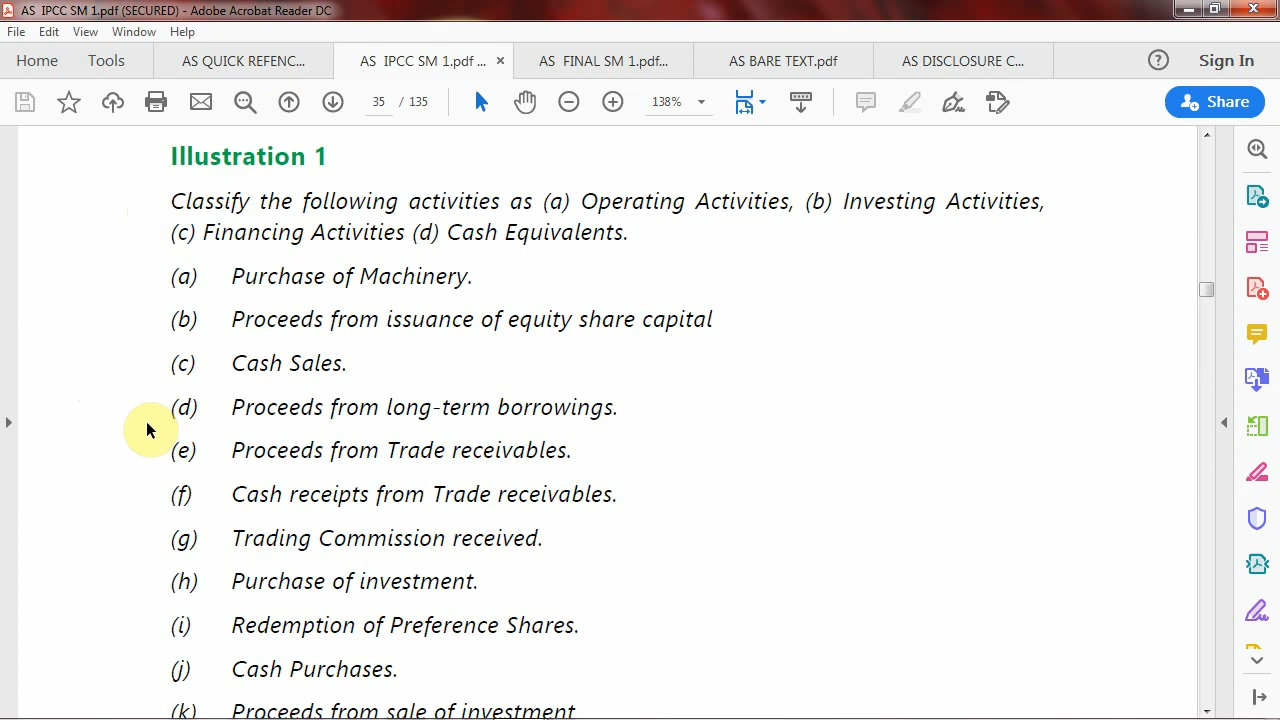 AS IPCC SM 1.pdf (SECURED) - Adobe Acrobat Reader DC
File Edit View Window Help
Home Tools AS QUICK REFENC... AS IPCC SM 1.pdf ... × AS FINAL SM 1.pdf... AS BARE TEXT.pdf AS DISCLOSURE C... ? Sign In
35 / 135 138% Share
Illustration 1
Classify the following activities as (a) Operating Activities, (b) Investing Activities,
(c) Financing Activities (d) Cash Equivalents.
(a) Purchase of Machinery.
(b) Proceeds from issuance of equity share capital
(c) Cash Sales.
(d) Proceeds from long-term borrowings.
(e) Proceeds from Trade receivables.
(f) Cash receipts from Trade receivables.
(g) Trading Commission received.
(h) Purchase of investment.
(i) Redemption of Preference Shares.
(j) Cash Purchases.
(k) Proceeds from sale of investment